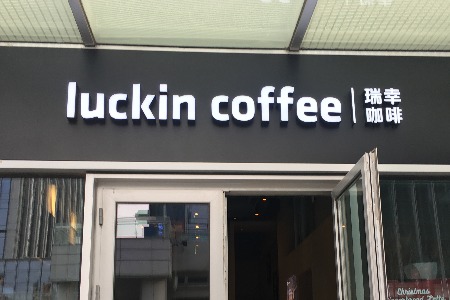 luckin coffee
瑞幸
咖啡
Christmas